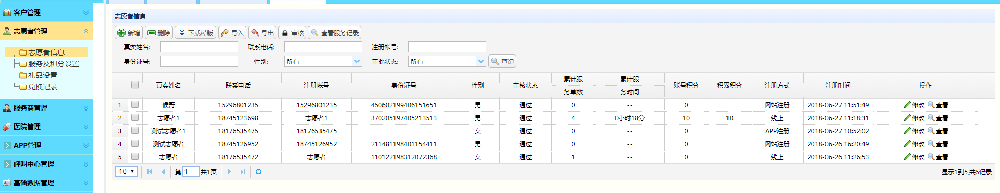 客户管理
志愿者管理
志愿者信息
服务及积分设置
礼品设置
兑换记录
服务商管理
医院管理
APP管理
呼叫中心管理
基础数据管理
志愿者信息
新增 删除 下载模版 导入 导出 审核 查看服务记录
真实姓名: 联系电话: 注册帐号:
身份证号: 性别: 所有 审批状态: 所有 查询
真实姓名 联系电话 注册帐号 身份证号 性别 审核状态 累计服务单数 累计服务时间 账号积分 积累积分 注册方式 注册时间 操作
1 候哥 15296801235 15296801235 450602199406151651 男 通过 0 -- 0 网站注册 2018-06-27 11:51:49 修改 查看
2 志愿者1 18745123698 志愿者1 370205197405213513 男 通过 4 0小时18分 10 10 线上 2018-06-27 11:18:31 修改 查看
3 测试志愿者1 18176535475 18176535475 女 通过 0 -- 0 APP注册 2018-06-27 10:52:02 修改 查看
4 测试志愿者 18745126952 18745126952 211481198401154411 男 通过 0 -- 0 网站注册 2018-06-26 16:20:49 修改 查看
5 志愿者 18176535472 志愿者 110122198312072368 女 通过 1 -- 0 线上 2018-06-26 11:26:53 修改 查看
10 第 1 共1页 显示1到5,共5记录